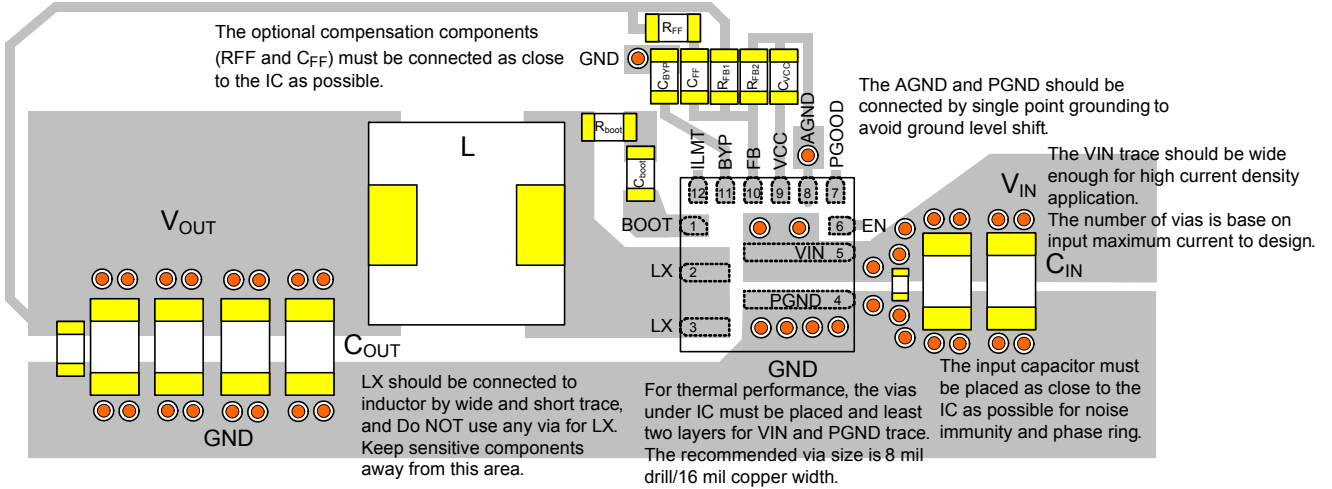 The optional compensation components
(RFF and CFF) must be connected as close
to the IC as possible.
RFF
GND
CBYP
CFF
RFB1
RFB2
CVCC
The AGND and PGND should be
connected by single point grounding to
avoid ground level shift.
Rboot
Cboot
L
ILMT
BYP
FB
VCC
AGND
PGOOD
12
11
10
9
8
7
The VIN trace should be wide
enough for high current density
application.
The number of vias is base on
input maximum current to design.
VIN
VOUT
BOOT
1
6
EN
VIN
5
LX
2
CIN
PGND
4
LX
3
COUT
GND
LX should be connected to
inductor by wide and short trace,
and Do NOT use any via for LX.
Keep sensitive components
away from this area.
For thermal performance, the vias
under IC must be placed and least
two layers for VIN and PGND trace.
The recommended via size is 8 mil
drill/16 mil copper width.
The input capacitor must
be placed as close to the
IC as possible for noise
immunity and phase ring.
GND